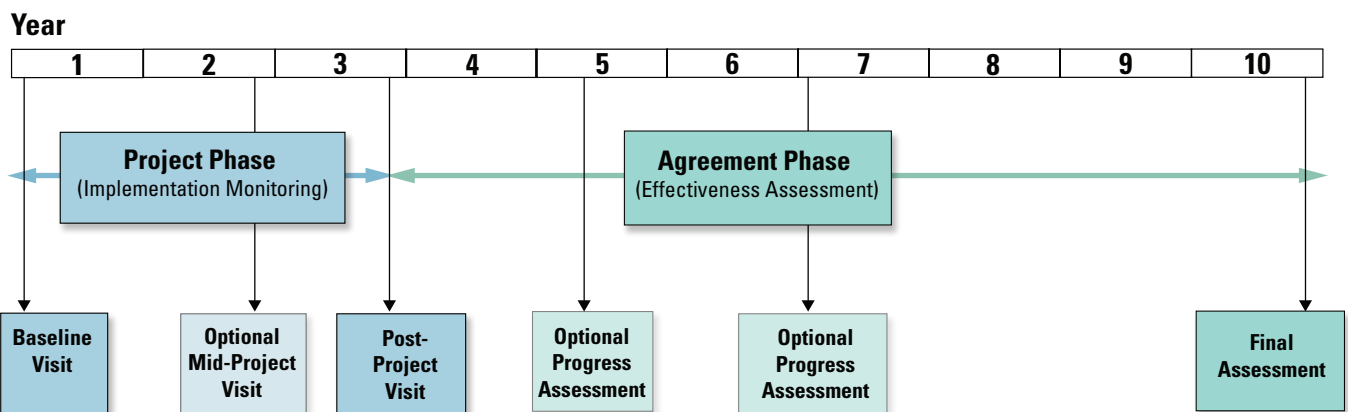 Year
1 2 3 4 5 6 7 8 9 10
Project Phase
(Implementation Monitoring)
Agreement Phase
(Effectiveness Assessment)
Baseline
Visit
Optional
Mid-Project
Visit
Post-
Project
Visit
Optional
Progress
Assessment
Optional
Progress
Assessment
Final
Assessment